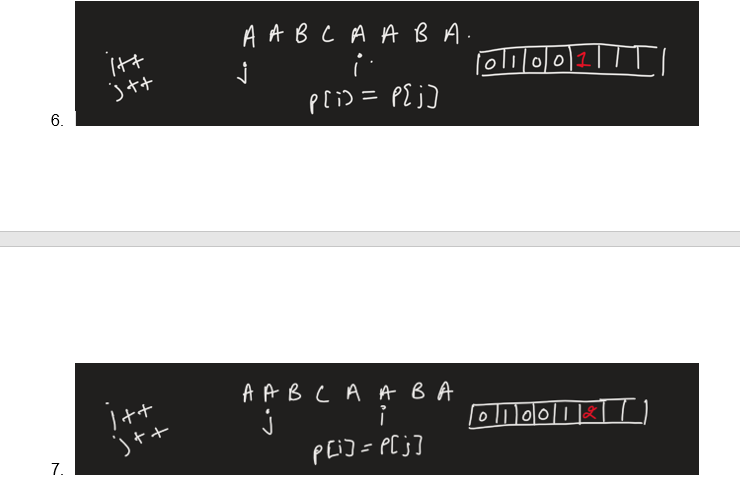 A A B C A A B A.
i++
j i
0 1 0 0 1
j++
p[i] = p[j]
6.
A A B C A A B A
i++
j i
0 1 0 0 1 2
j++
p[i] = p[j]
7.